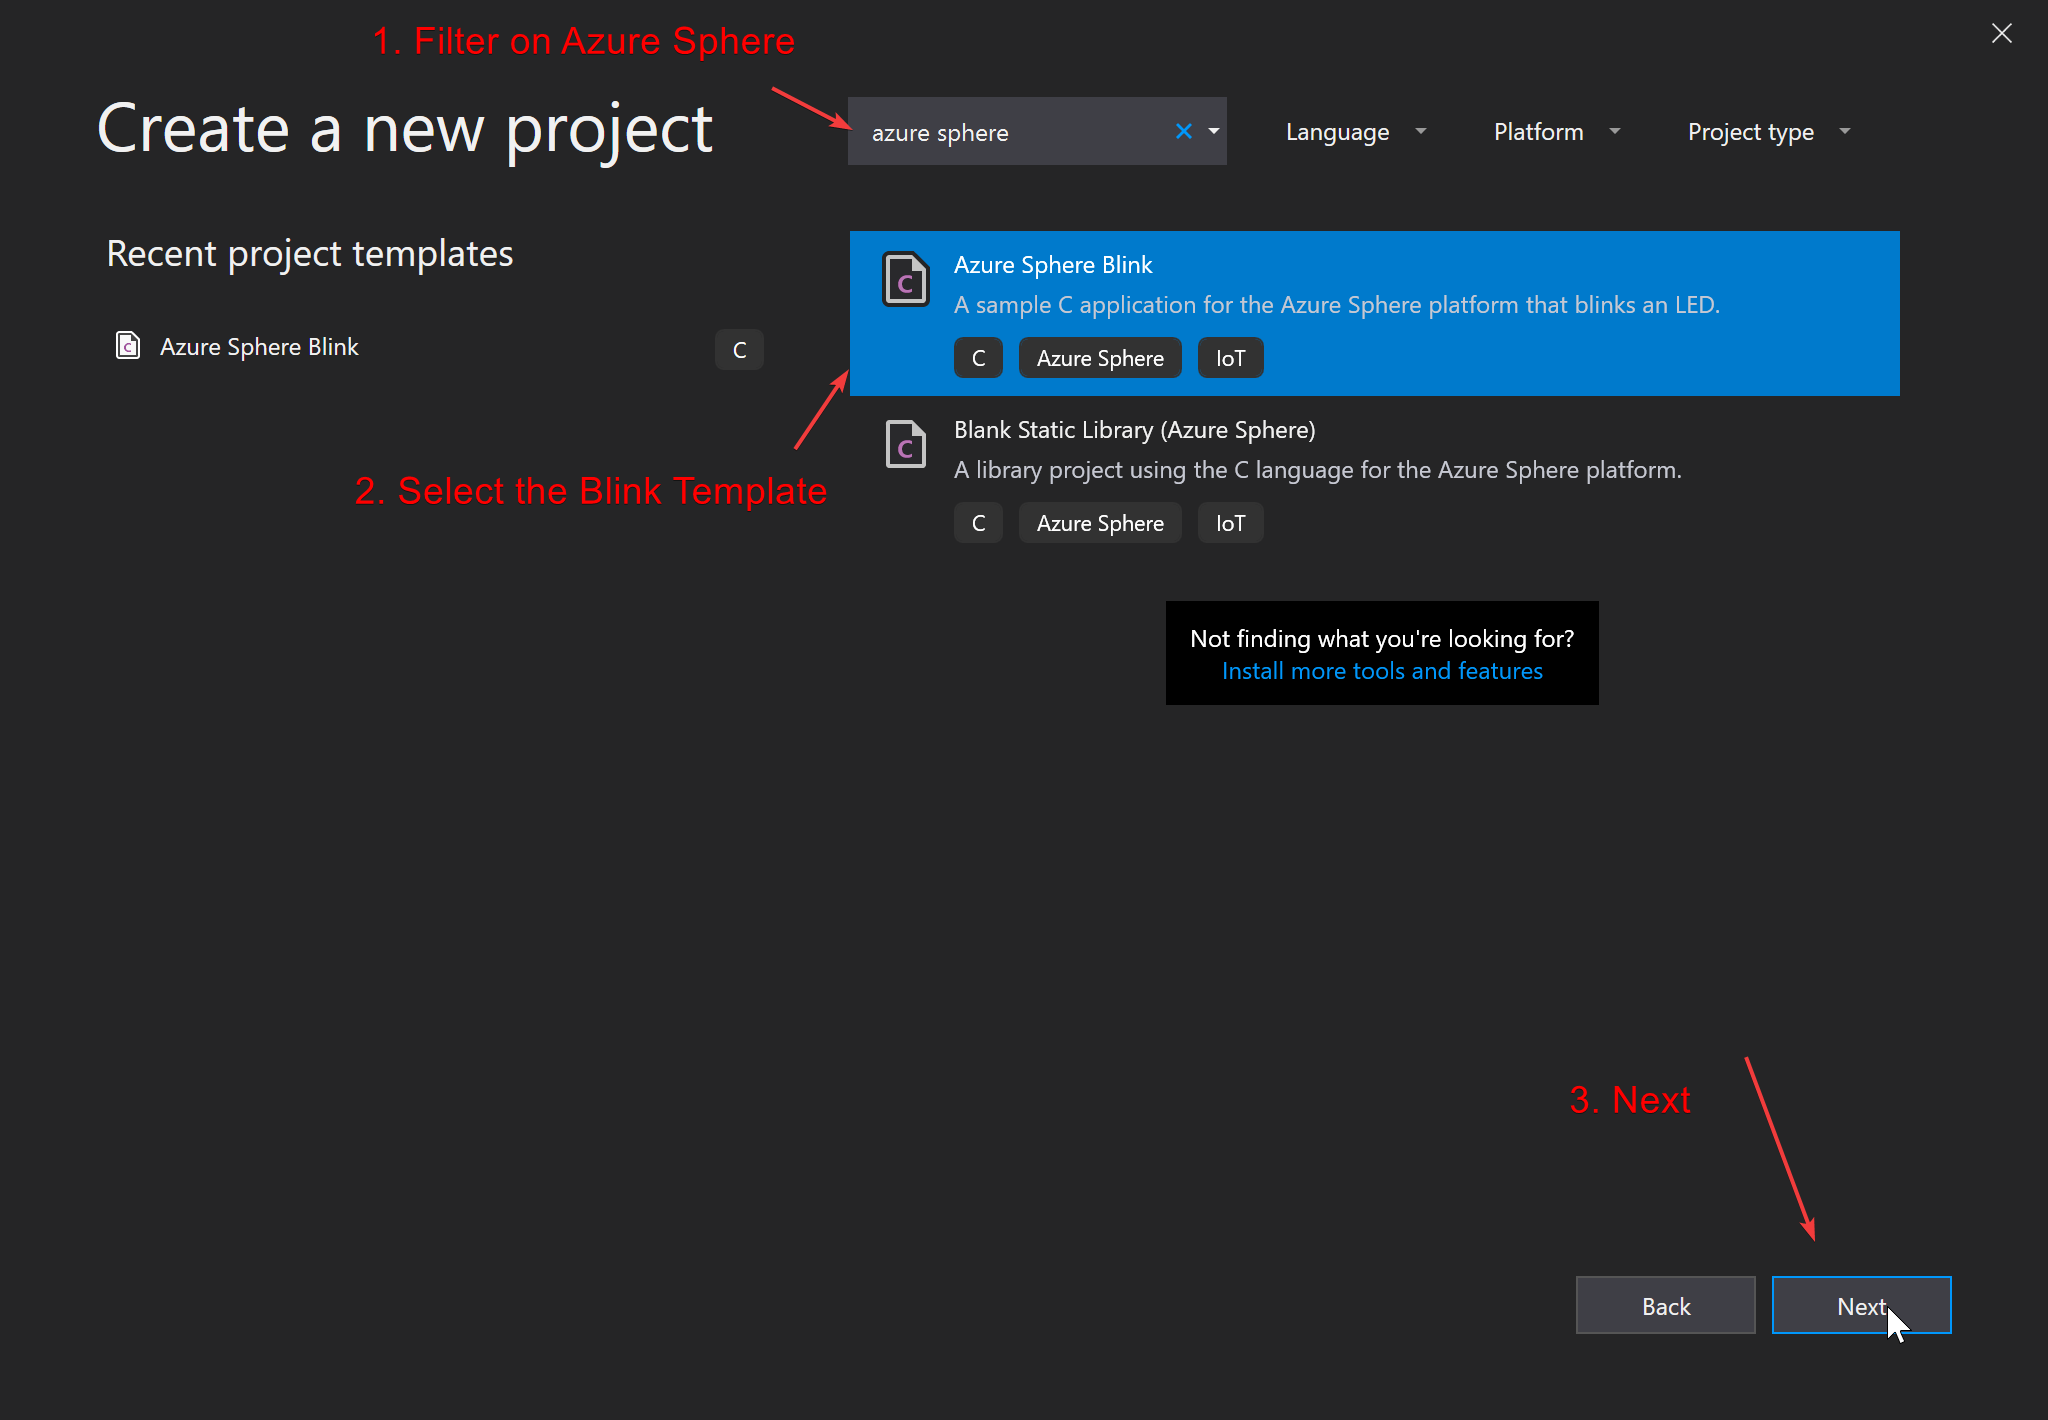 1. Filter on Azure Sphere
Create a new project
azure sphere
Language
Platform
Project type
Recent project templates
Azure Sphere Blink
C
2. Select the Blink Template
C
Azure Sphere Blink
A sample C application for the Azure Sphere platform that blinks an LED.
C Azure Sphere IoT
C
Blank Static Library (Azure Sphere)
A library project using the C language for the Azure Sphere platform.
C Azure Sphere IoT
Not finding what you're looking for?
Install more tools and features
3. Next
Back
Next